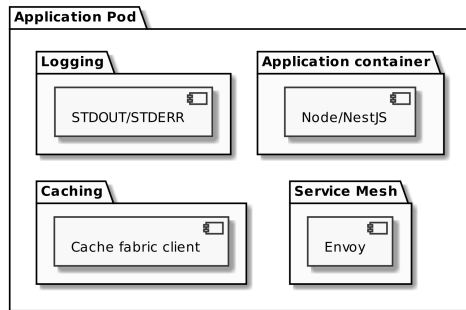 Application Pod
Logging
STDOUT/STDERR
Application container
Node/NestJS
Caching
Cache fabric client
Service Mesh
Envoy